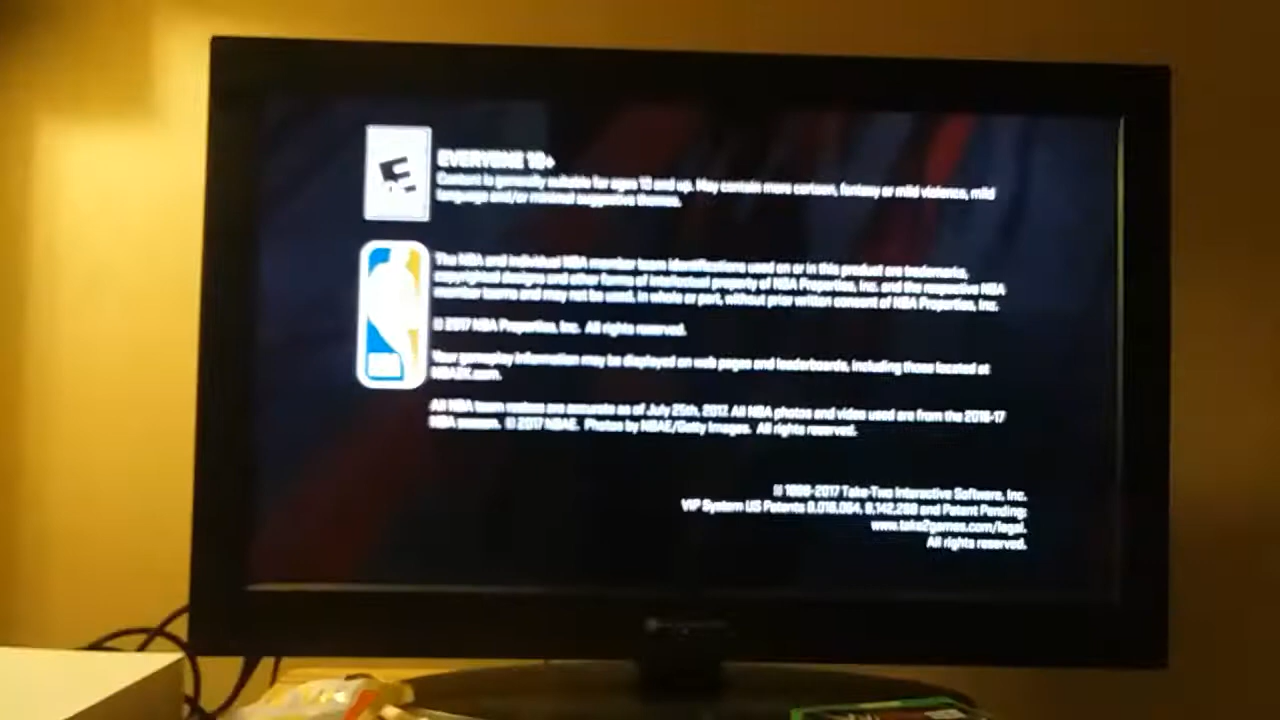 E
EVERYONE 10+
Content is generally suitable for ages 10 and up. May contain more cartoon, fantasy or mild violence, mild
language and/or minimal suggestive themes.
The NBA and individual NBA member team identifications used on or in this product are trademarks,
copyrighted designs and other forms of intellectual property of NBA Properties, Inc. and the respective NBA
member teams and may not be used, in whole or part, without prior written consent of NBA Properties, Inc.
© 2017 NBA Properties, Inc. All rights reserved.
Your gameplay information may be displayed on web pages and leaderboards, including those located at
NBA2K.com.
All NBA team rosters are accurate as of July 25th, 2017. All NBA photos and video used are from the 2016-17
NBA season. © 2017 NBAE. Photos by NBAE/Getty Images. All rights reserved.
-2017 Take-Two Interactive Software, Inc.
VIP System US Patents and Patent Pending:
www.take2games.com/legal.
All rights reserved.